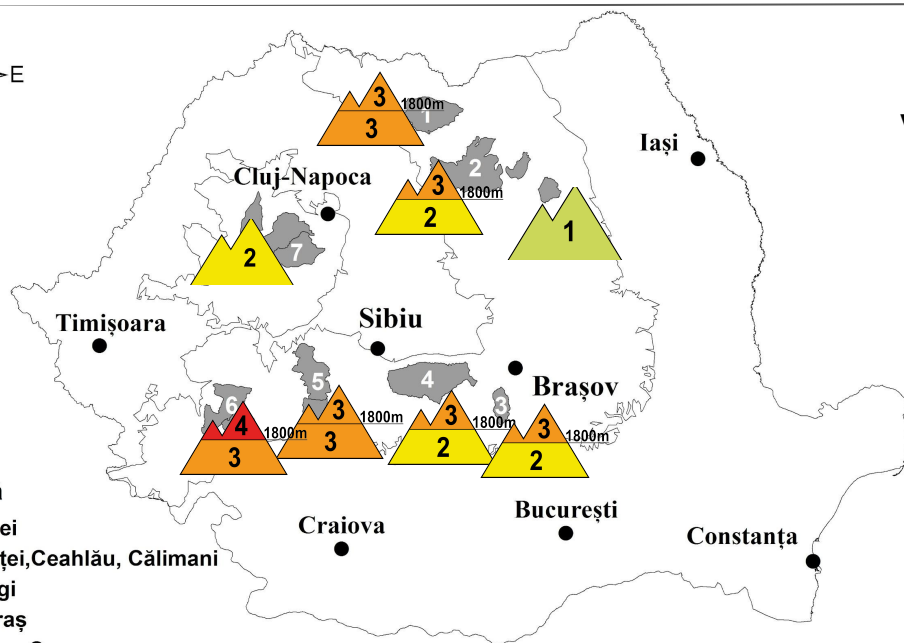 E
3
1800m
1
3
Iași
2
Cluj-Napoca
3
1800m
2
1
2
7
Timișoara
Sibiu
5
4
Brașov
6
3
4
1800m
3
3
1800m
3
3
1800m
2
3
1800m
2
Craiova
București
Constanța
ei
ței,Ceahlău, Călimani
gi
raș